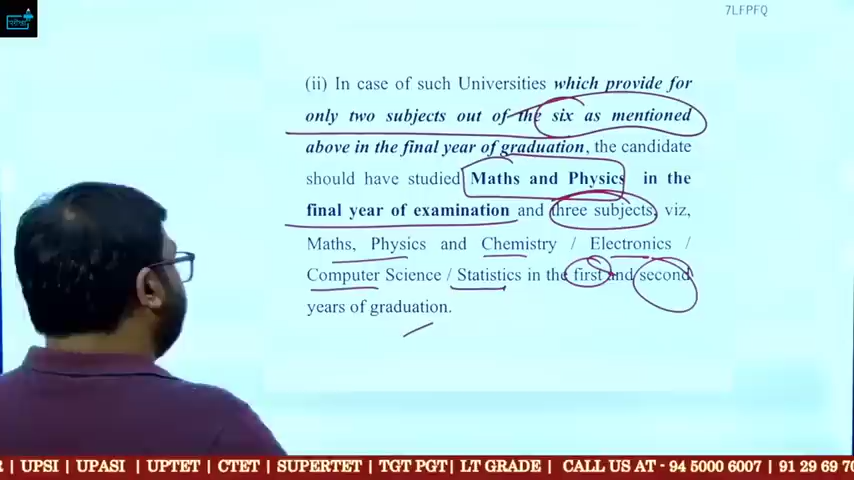 7LFPFQ
(ii) In case of such Universities which provide for
only two subjects out of the six as mentioned
above in the final year of graduation, the candidate
should have studied Maths and Physics in the
final year of examination and three subjects, viz,
Maths, Physics and Chemistry / Electronics /
Computer Science / Statistics in the first and second
years of graduation.
R | UPSI | UPASI | UPTET | CTET | SUPERTET | TGT PGT| LT GRADE | CALL US AT - 94 5000 6007 | 91 29 69 70